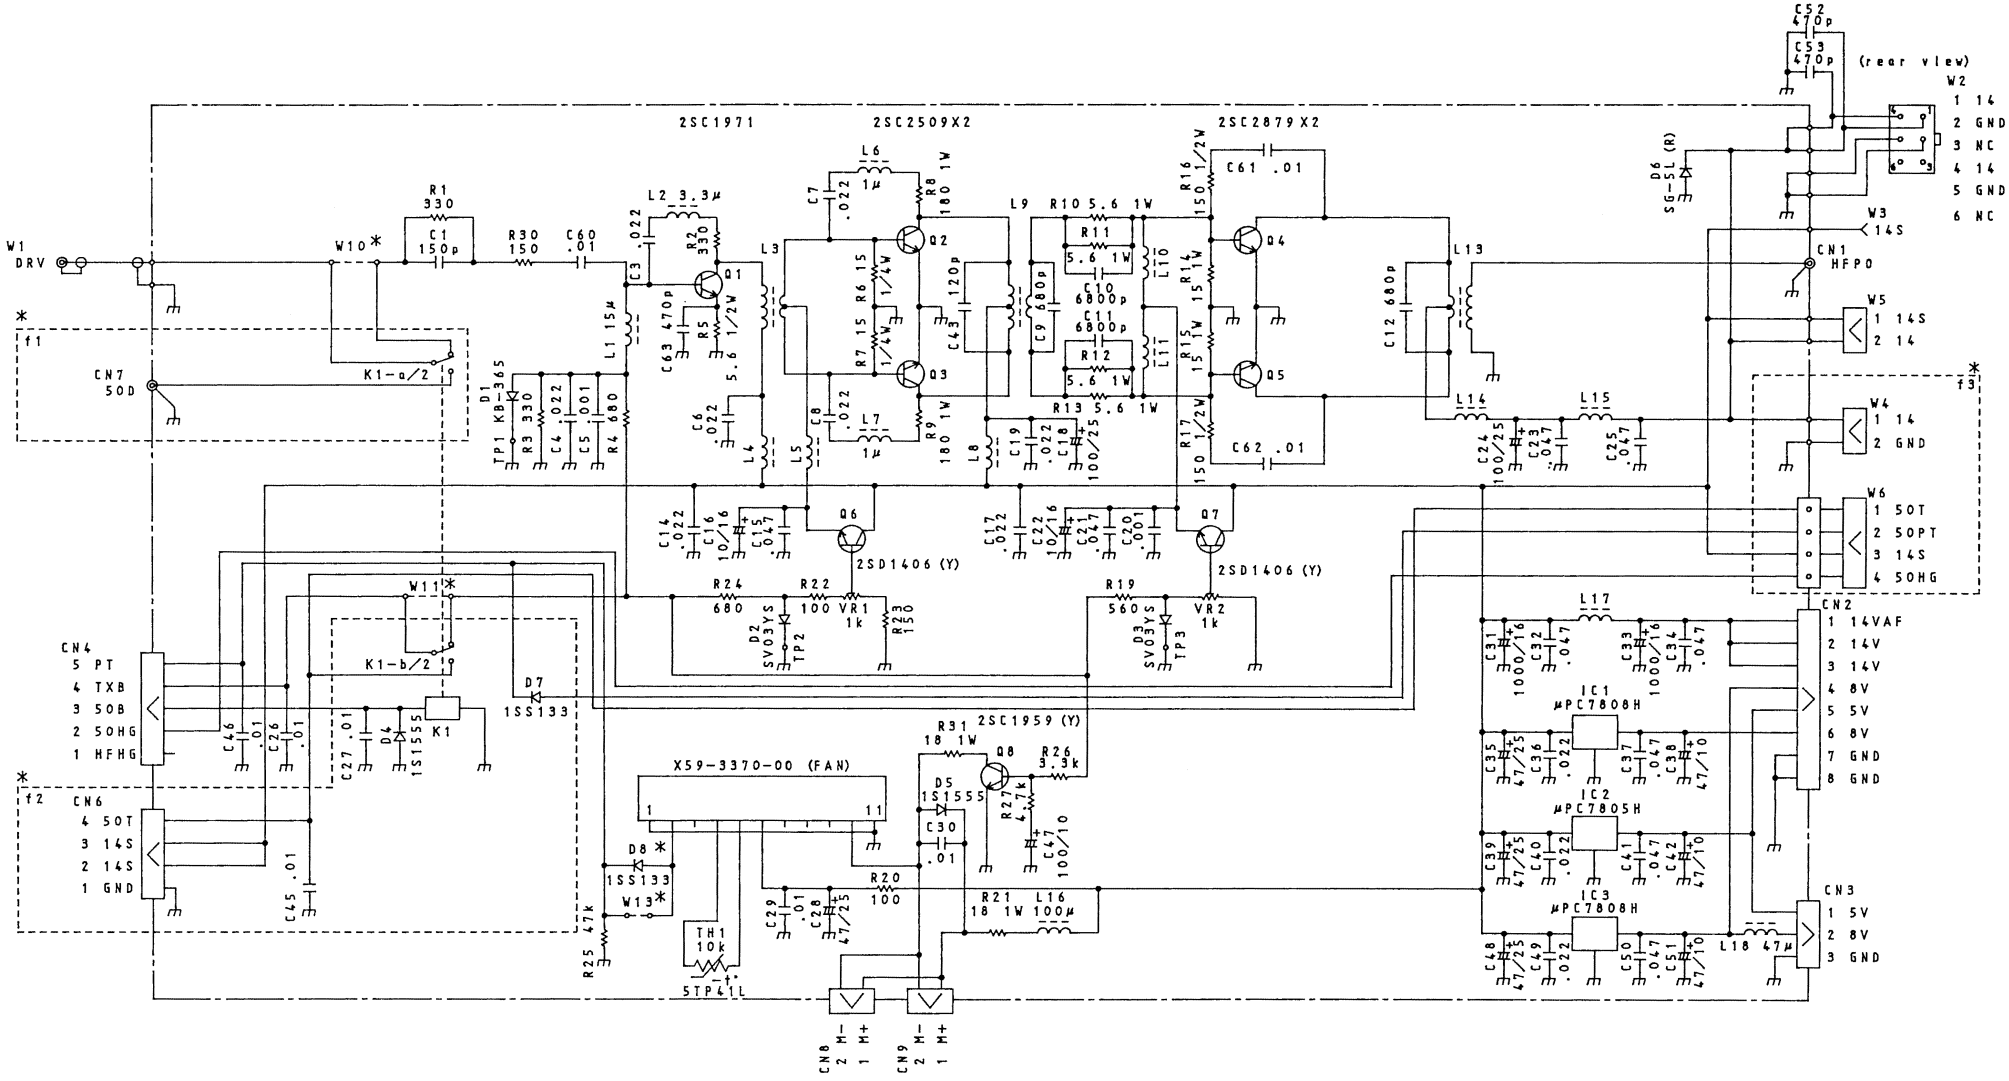 C52
470p
C53
470p
(rear view)
W2
1 14
2 GND
3 NC
4 14
5 GND
6 NC
4 1
6 3
2SC1971
2SC2509X2
2SC2879X2
D6
SG-5L (R)
W3
14S
CN1
HFPO
W5
1 14S
2 14
*
f3
W4
1 14
2 GND
W6
1 50T
2 50PT
3 14S
4 50HG
W1
DRV
W10 *
R1
330
C1
150p
R30
150
C60
.01
C3 .022
L2 3.3μ
R2 330
Q1
C63 470p
R5
5.6 1/2W
L1 15μ
L3
C7
.022
L6
1μ
R8
180 1W
Q2
R6 15
1/4W
R7 15
1/4W
Q3
C8
.022
L7
1μ
R9
180 1W
C43 120p
L9
C9 680p
R10 5.6 1W
R11
5.6 1W
C10
6800p
C11
6800p
R12
5.6 1W
R13 5.6 1W
L10
L11
R16
150 1/2W
C61 .01
Q4
R14
15 1W
R15
15 1W
Q5
R17
150 1/2W
C62 .01
C12 680p
L13
L14
L15
C24
100/25
C23
.047
C25
.047
*
f1
CN7
50D
K1-a/2
D1
TP1 KB-365
R3 330
C4 .022
C5 .001
R4 680
C6
.022
L4
L5
L8
C19
.022
C18
100/25
C14
.022
C16
10/16
C15
.047
Q6
2SD1406 (Y)
C17
.022
C22
10/16
C21
.047
C20
.001
Q7
2SD1406 (Y)
R24
680
R22
100
VR1
1k
R23
150
D2
SV03YS
TP2
R19
560
VR2
1k
D3
SV03YS
TP3
W11 *
K1-b/2
CN4
5 PT
4 TXB
3 50B
2 50HG
1 HFHG
C46
.01
C26
.01
C27 .01
D4
1S1555
K1
D7
1SS133
*
f2
CN6
4 50T
3 14S
2 14S
1 GND
C45 .01
X59-3370-00 (FAN)
1 11
D8 *
1SS133
W13 *
R25 47k
TH1
10k
-t°
5TP41L
C29
.01
C28
47/25
R20
100
R31
18 1W
2SC1959 (Y)
Q8
D5
1S1555
C30
.01
R26
3.3k
R27
4.7k
C47
100/10
R21
18 1W
L16
100μ
CN8
2 M-
1 M+
CN9
2 M-
1 M+
C31
1000/16
C32
.047
L17
C33
1000/16
C34
.047
IC1
μPC7808H
C35
47/25
C36
.022
C37
.047
C38
47/10
IC2
μPC7805H
C39
47/25
C40
.022
C41
.047
C42
47/10
IC3
μPC7808H
C48
47/25
C49
.022
C50
.047
C51
47/10
L18 47μ
CN2
1 14VAF
2 14V
3 14V
4 8V
5 5V
6 8V
7 GND
8 GND
CN3
1 5V
2 8V
3 GND